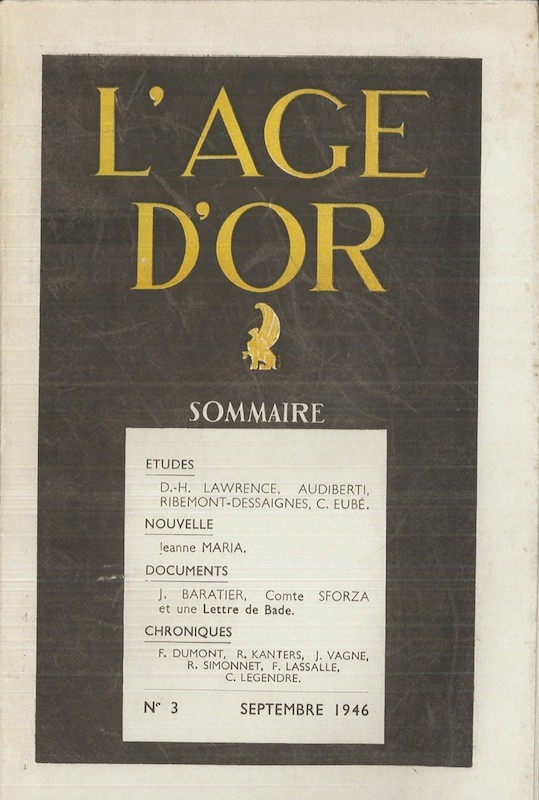 L'AGE
D'OR
SOMMAIRE
ETUDES
D.-H. LAWRENCE, AUDIBERTI,
RIBEMONT-DESSAIGNES, C. EUBÉ.
NOUVELLE
Jeanne MARIA.
DOCUMENTS
J. BARATIER, Comte SFORZA
et une Lettre de Bade.
CHRONIQUES
F. DUMONT, R. KANTERS, J. VAGNE,
R. SIMONNET, F. LASSALLE,
C. LEGENDRE.
Nº 3 SEPTEMBRE 1946